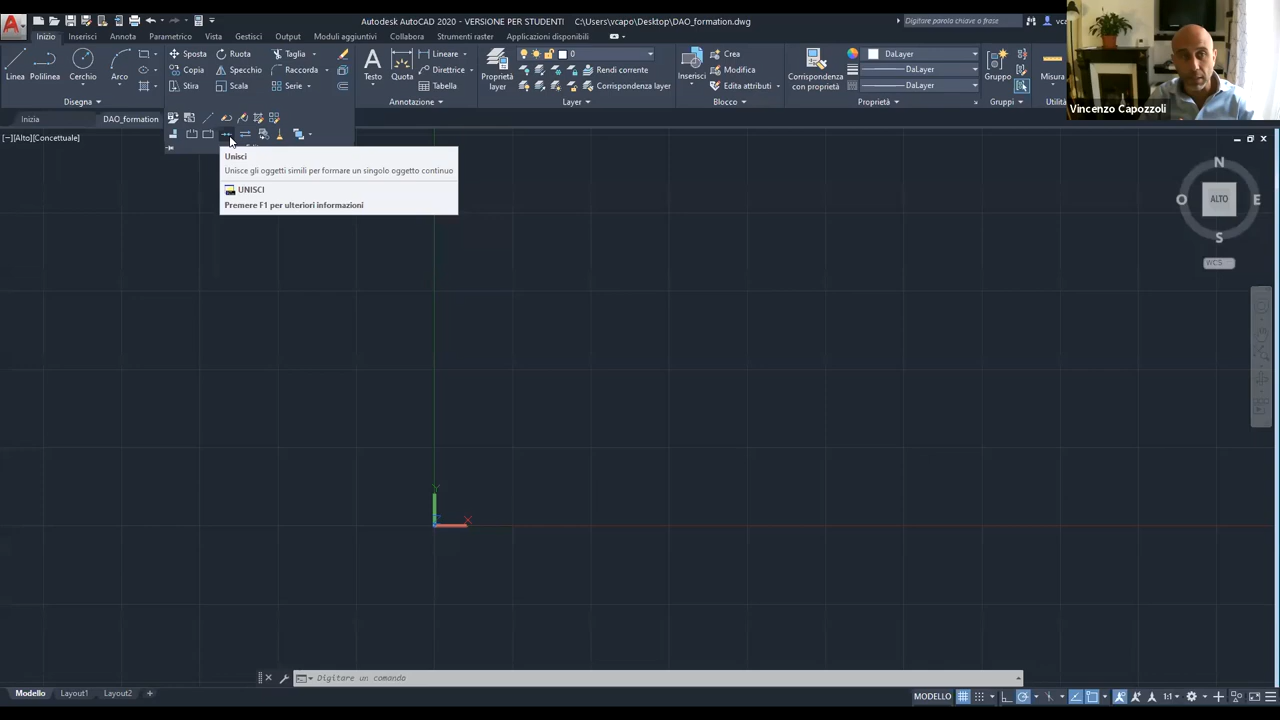 Autodesk AutoCAD 2020 - VERSIONE PER STUDENTI C:\Users\vcapo\Desktop\DAO_formation.dwg
Digitare parola chiave o frase
Inizio Inserisci Annota Parametrico Vista Gestisci Output Moduli aggiuntivi Collabora Strumenti raster Applicazioni disponibili
Linea Polilinea Cerchio Arco
Sposta Ruota Taglia
Copia Specchio Raccorda
Stira Scala Serie
Testo Quota
Lineare
Direttrice
Tabella
Proprietà layer
0
Rendi corrente
Corrispondenza layer
Inserisci
Crea
Modifica
Modifica attributi
Corrispondenza con proprietà
DaLayer
DaLayer
DaLayer
Gruppo
Misura
Disegna Annotazione Layer Blocco Proprietà Gruppi Utilita
Vincenzo Capozzoli
Inizia DAO_formation
[−][Alto][Concettuale]
Unisci
Unisce gli oggetti simili per formare un singolo oggetto continuo
UNISCI
Premere F1 per ulteriori informazioni
N
O ALTO E
S
WCS
Y
X
Digitare un comando
Modello Layout1 Layout2 +
MODELLO 1:1